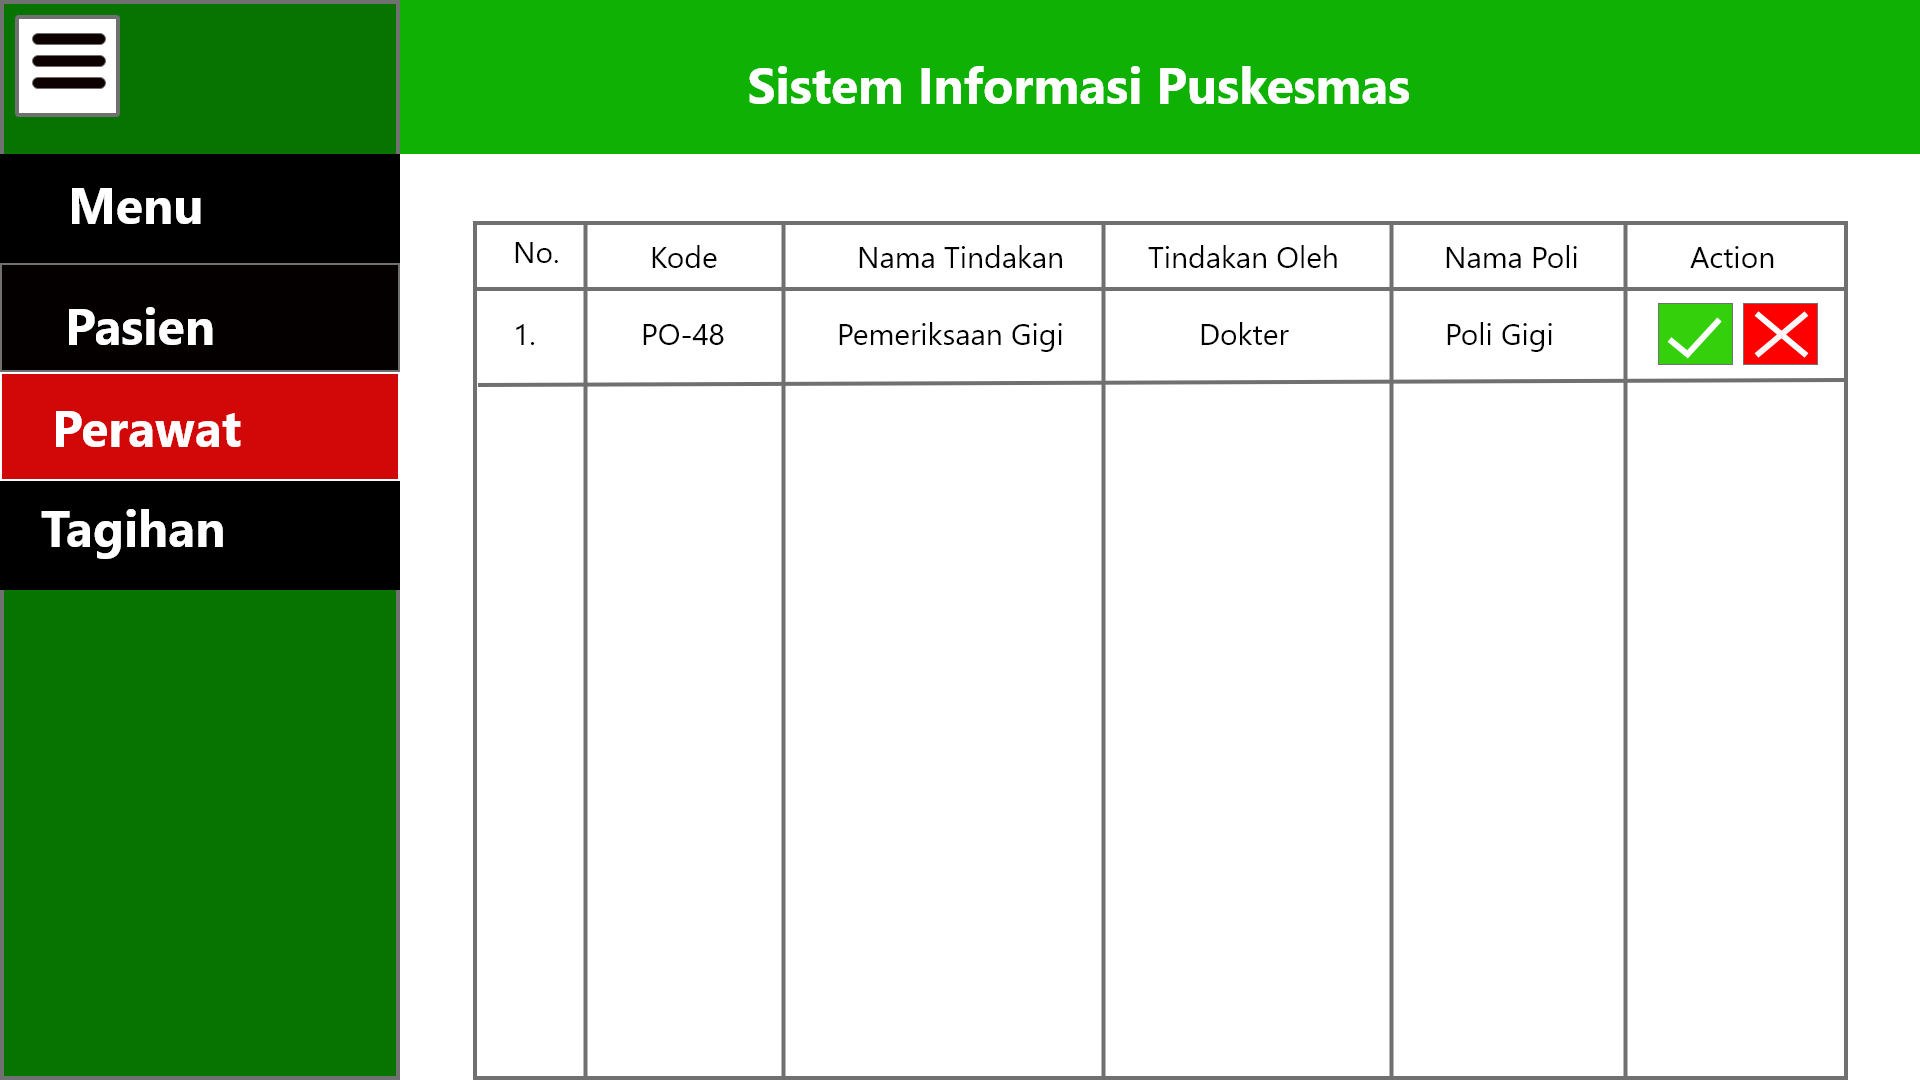 Sistem Informasi Puskesmas
Menu
Pasien
Perawat
Tagihan
No. Kode Nama Tindakan Tindakan Oleh Nama Poli Action
1. PO-48 Pemeriksaan Gigi Dokter Poli Gigi